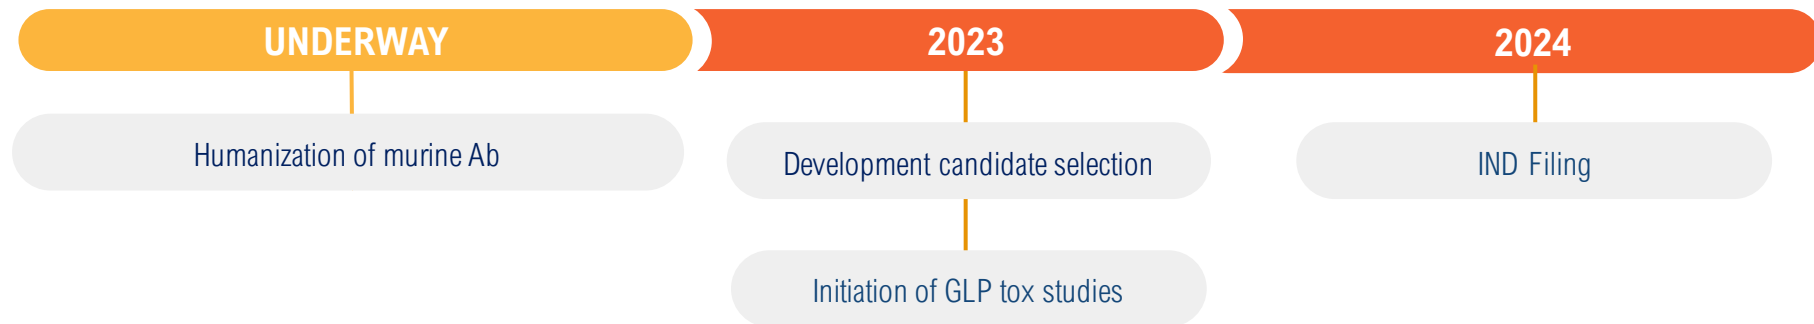 UNDERWAY
2023
2024
Humanization of murine Ab
Development candidate selection
IND Filing
Initiation of GLP tox studies